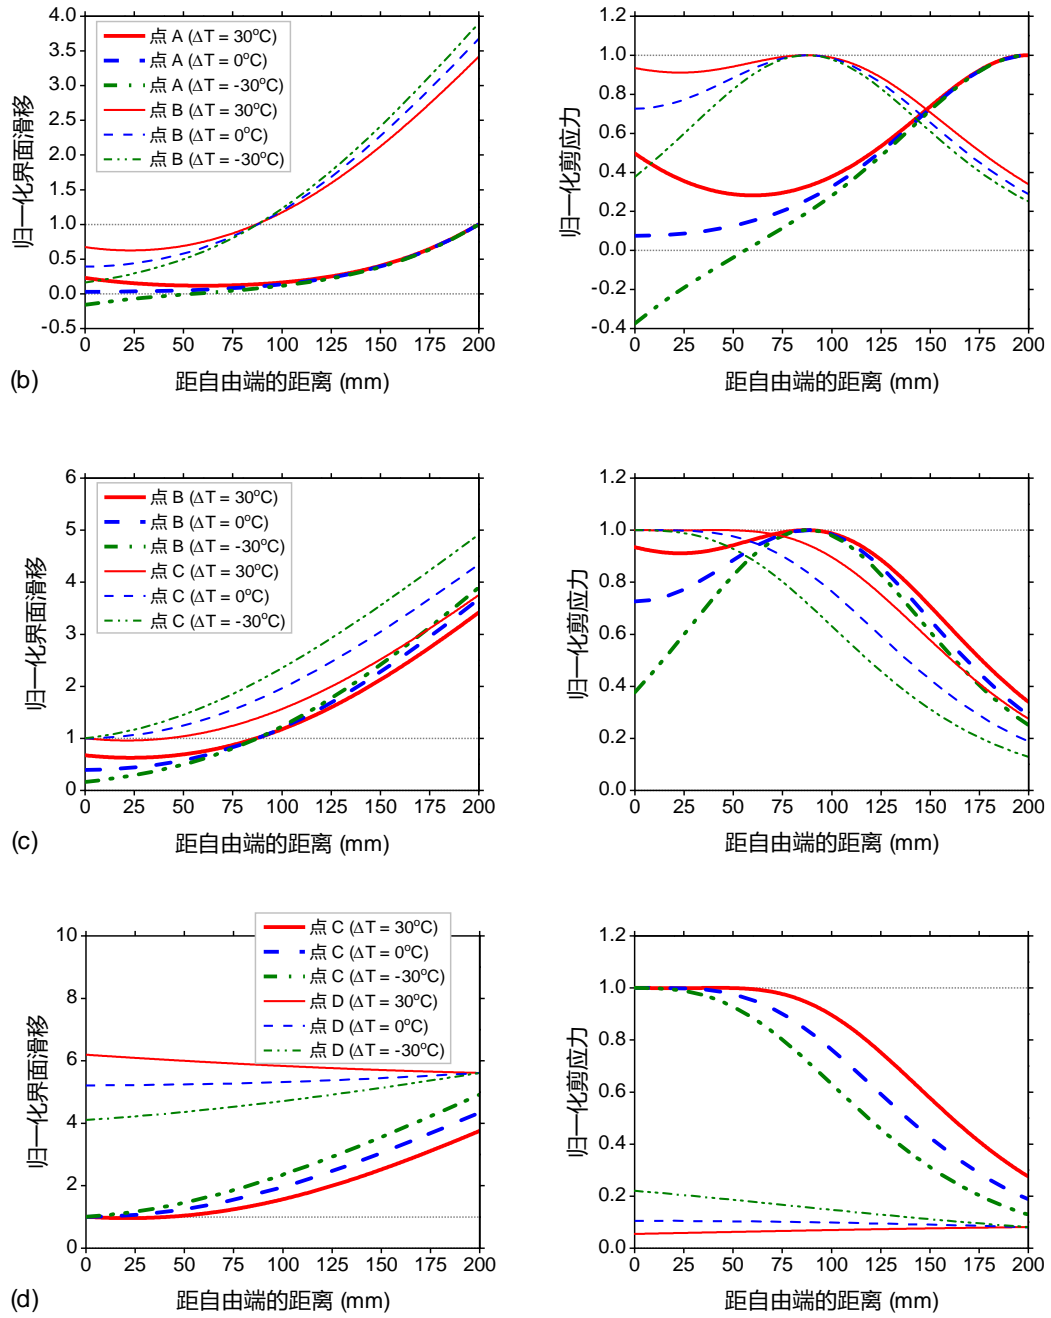 4.0
3.5
3.0
2.5
2.0
1.5
1.0
0.5
0.0
-0.5
归一化界面滑移
点 A (ΔT = 30°C)
点 A (ΔT = 0°C)
点 A (ΔT = -30°C)
点 B (ΔT = 30°C)
点 B (ΔT = 0°C)
点 B (ΔT = -30°C)
0 25 50 75 100 125 150 175 200
距自由端的距离 (mm)
1.2
1.0
0.8
0.6
0.4
0.2
0.0
-0.2
-0.4
归一化剪应力
0 25 50 75 100 125 150 175 200
距自由端的距离 (mm)
(b)
6
5
4
3
2
1
0
归一化界面滑移
点 B (ΔT = 30°C)
点 B (ΔT = 0°C)
点 B (ΔT = -30°C)
点 C (ΔT = 30°C)
点 C (ΔT = 0°C)
点 C (ΔT = -30°C)
0 25 50 75 100 125 150 175 200
距自由端的距离 (mm)
1.2
1.0
0.8
0.6
0.4
0.2
0.0
归一化剪应力
0 25 50 75 100 125 150 175 200
距自由端的距离 (mm)
(c)
10
8
6
4
2
0
归一化界面滑移
点 C (ΔT = 30°C)
点 C (ΔT = 0°C)
点 C (ΔT = -30°C)
点 D (ΔT = 30°C)
点 D (ΔT = 0°C)
点 D (ΔT = -30°C)
0 25 50 75 100 125 150 175 200
距自由端的距离 (mm)
1.2
1.0
0.8
0.6
0.4
0.2
0.0
归一化剪应力
0 25 50 75 100 125 150 175 200
距自由端的距离 (mm)
(d)